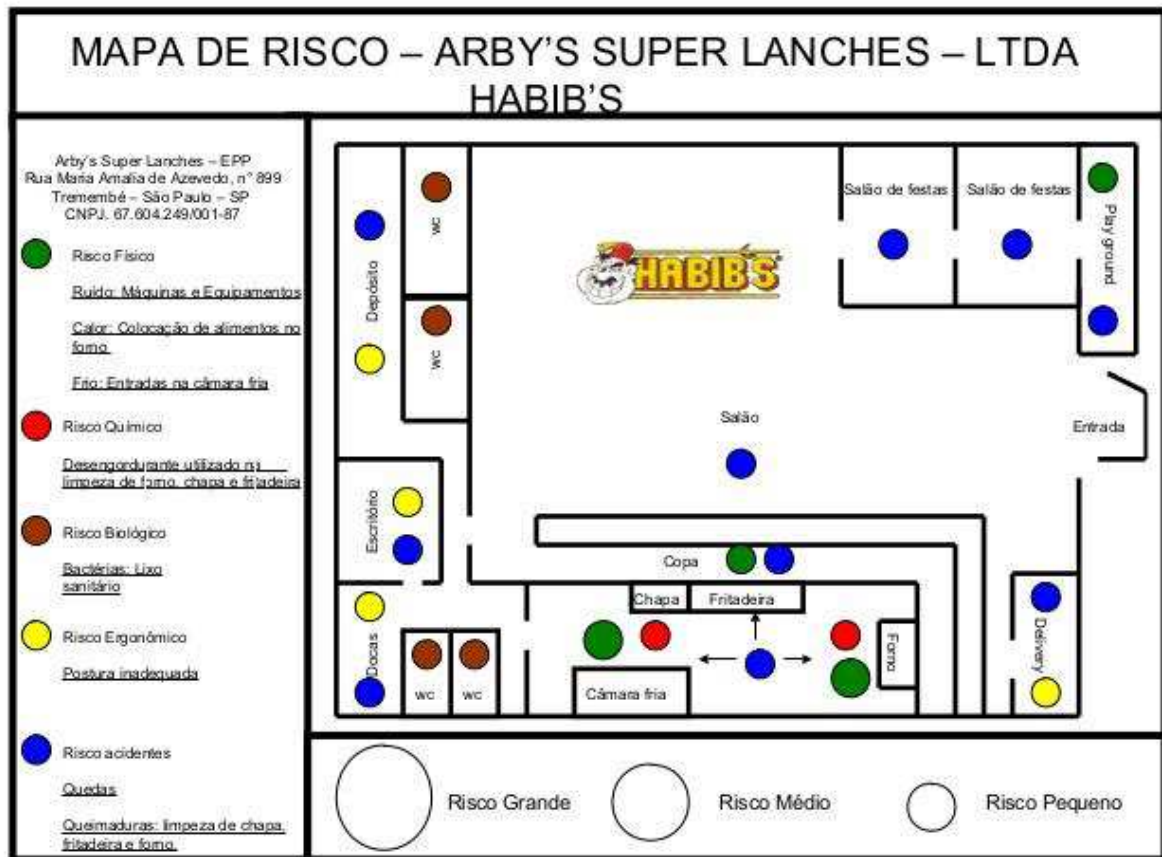 MAPA DE RISCO – ARBY'S SUPER LANCHES – LTDA
HABIB'S
Arby's Super Lanches – EPP
Rua Maria Amalia de Azevedo, n° 899
Tremembé – São Paulo – SP
CNPJ. 67.604.249/001-87
Risco Físico
Ruído: Máquinas e Equipamentos
Calor: Colocação de alimentos no
forno
Frio: Entradas na câmara fria
Risco Químico
Desengordurante utilizado na
limpeza de forno, chapa e fritadeira
Risco Biológico
Bactérias: Lixo
sanitário
Risco Ergonômico
Postura inadequada
Risco acidentes
Quedas
Queimaduras: limpeza de chapa,
fritadeira e forno.
Depósito
wc
wc
HABIB'S
Salão de festas
Salão de festas
Play ground
Salão
Entrada
Escritório
Copa
Chapa
Fritadeira
Docas
wc
wc
Câmara fria
Forno
Delivery
Risco Grande
Risco Médio
Risco Pequeno